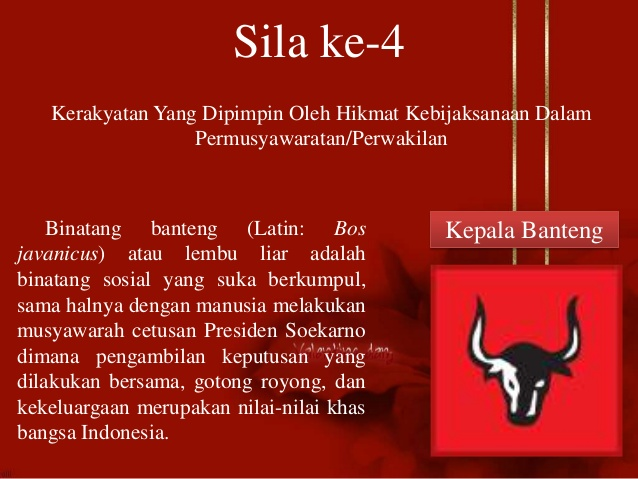 Sila ke-4
Kerakyatan Yang Dipimpin Oleh Hikmat Kebijaksanaan Dalam
Permusyawaratan/Perwakilan
Binatang banteng (Latin: Bos
javanicus) atau lembu liar adalah
binatang sosial yang suka berkumpul,
sama halnya dengan manusia melakukan
musyawarah cetusan Presiden Soekarno
dimana pengambilan keputusan yang
dilakukan bersama, gotong royong, dan
kekeluargaan merupakan nilai-nilai khas
bangsa Indonesia.
Kepala Banteng